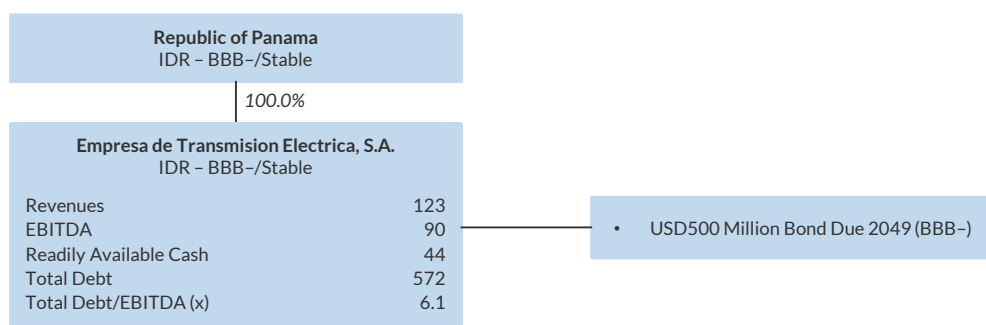 Republic of Panama
IDR – BBB–/Stable
100.0%
Empresa de Transmision Electrica, S.A.
IDR – BBB–/Stable
Revenues 123
EBITDA 90
Readily Available Cash 44
Total Debt 572
Total Debt/EBITDA (x) 6.1
• USD500 Million Bond Due 2049 (BBB–)